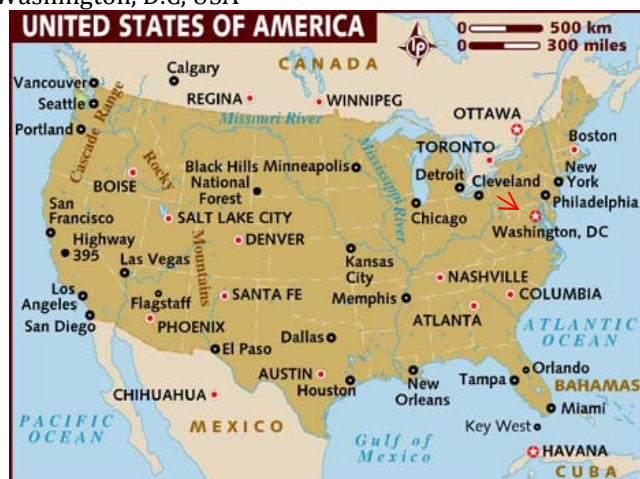 Washington, D.C, USA
UNITED STATES OF AMERICA
0 500 km
0 300 miles
LP
CANADA
Vancouver
Calgary
REGINA
WINNIPEG
Seattle
Missouri River
OTTAWA
Portland
Cascade Range
TORONTO
Boston
Rocky
Mountains
BOISE
Black Hills
National
Forest
Minneapolis
Mississippi
River
Detroit
Cleveland
New
York
Philadelphia
San
Francisco
SALT LAKE CITY
Chicago
Washington, DC
Highway
395
DENVER
Las Vegas
Kansas
City
NASHVILLE
Los
Angeles
Flagstaff
SANTA FE
Memphis
COLUMBIA
San Diego
PHOENIX
ATLANTA
Dallas
ATLANTIC
OCEAN
El Paso
AUSTIN
Houston
New
Orleans
Tampa
Orlando
BAHAMAS
CHIHUAHUA
Miami
PACIFIC
OCEAN
MEXICO
Gulf of
Mexico
Key West
HAVANA
CUBA